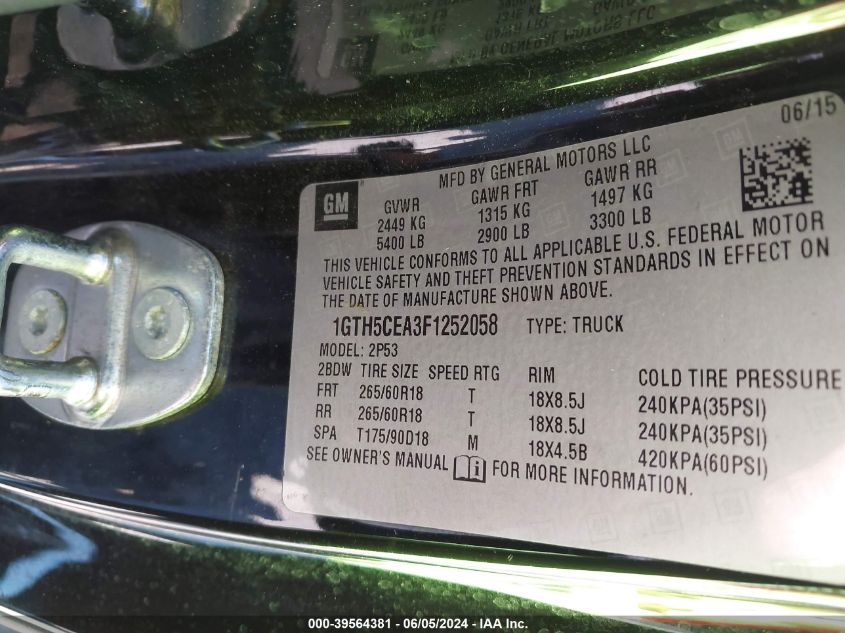 06/15
MFD BY GENERAL MOTORS LLC
GM
GVWR GAWR FRT GAWR RR
2449 KG 1315 KG 1497 KG
5400 LB 2900 LB 3300 LB
THIS VEHICLE CONFORMS TO ALL APPLICABLE U.S. FEDERAL MOTOR
VEHICLE SAFETY AND THEFT PREVENTION STANDARDS IN EFFECT ON
THE DATE OF MANUFACTURE SHOWN ABOVE.
1GTH5CEA3F1252058 TYPE: TRUCK
MODEL: 2P53
2BDW TIRE SIZE SPEED RTG RIM COLD TIRE PRESSURE
FRT 265/60R18 T 18X8.5J 240KPA(35PSI)
RR 265/60R18 T 18X8.5J 240KPA(35PSI)
SPA T175/90D18 M 18X4.5B 420KPA(60PSI)
SEE OWNER'S MANUAL FOR MORE INFORMATION.
000-39564381 - 06/05/2024 - IAA Inc.